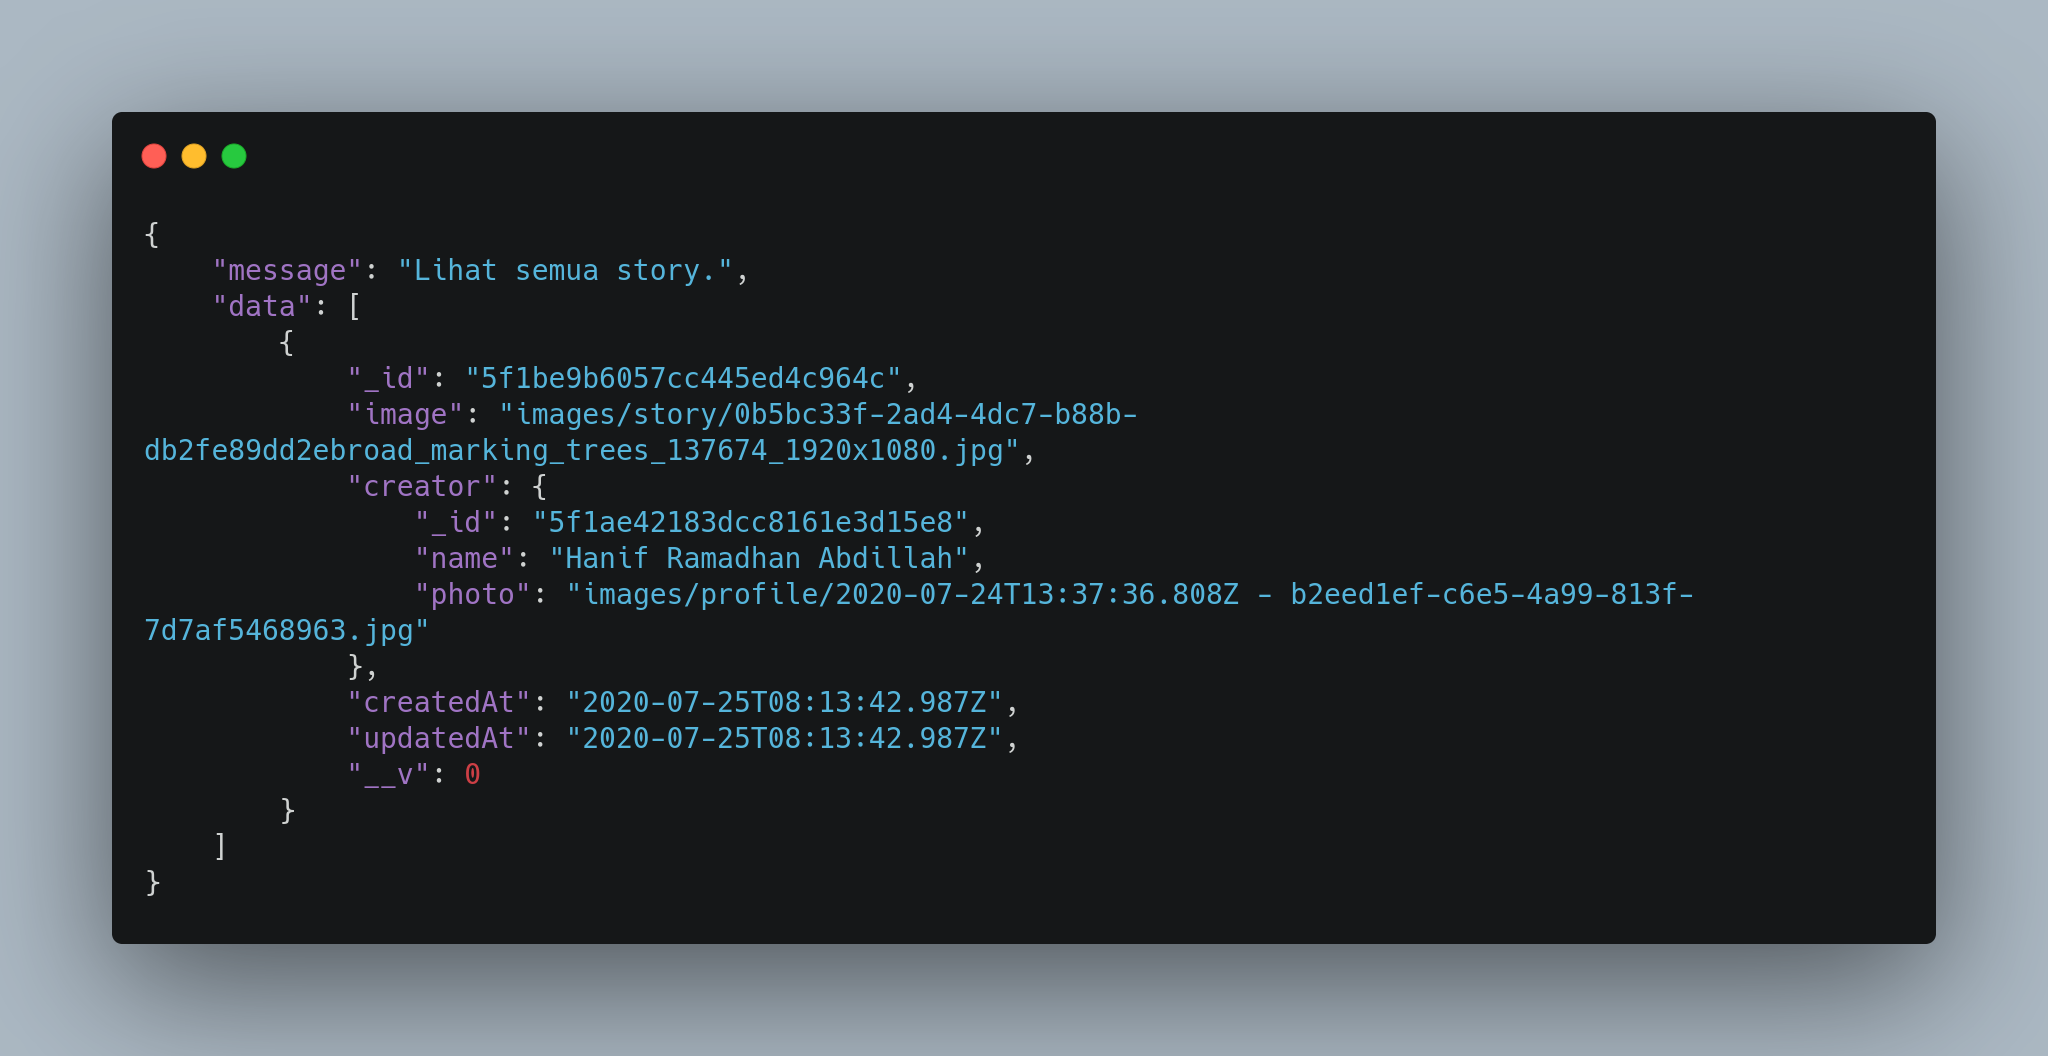 {
    "message": "Lihat semua story.",
    "data": [
        {
            "_id": "5f1be9b6057cc445ed4c964c",
            "image": "images/story/0b5bc33f-2ad4-4dc7-b88b-
db2fe89dd2ebroad_marking_trees_137674_1920x1080.jpg",
            "creator": {
                "_id": "5f1ae42183dcc8161e3d15e8",
                "name": "Hanif Ramadhan Abdillah",
                "photo": "images/profile/2020-07-24T13:37:36.808Z - b2eed1ef-c6e5-4a99-813f-
7d7af5468963.jpg"
            },
            "createdAt": "2020-07-25T08:13:42.987Z",
            "updatedAt": "2020-07-25T08:13:42.987Z",
            "__v": 0
        }
    ]
}